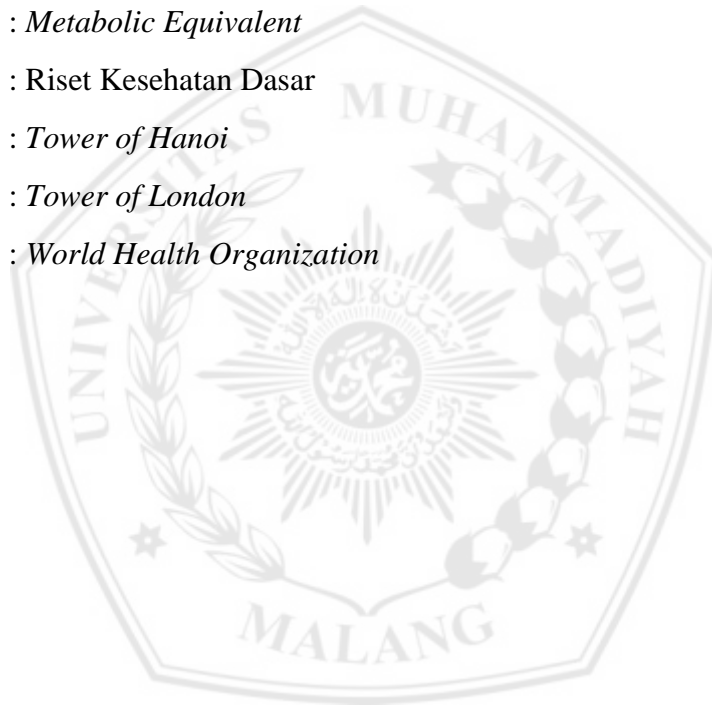 : Metabolic Equivalent
: Riset Kesehatan Dasar
: Tower of Hanoi
: Tower of London
: World Health Organization
UNIVERSITAS MUHAMMADIYAH
MALANG